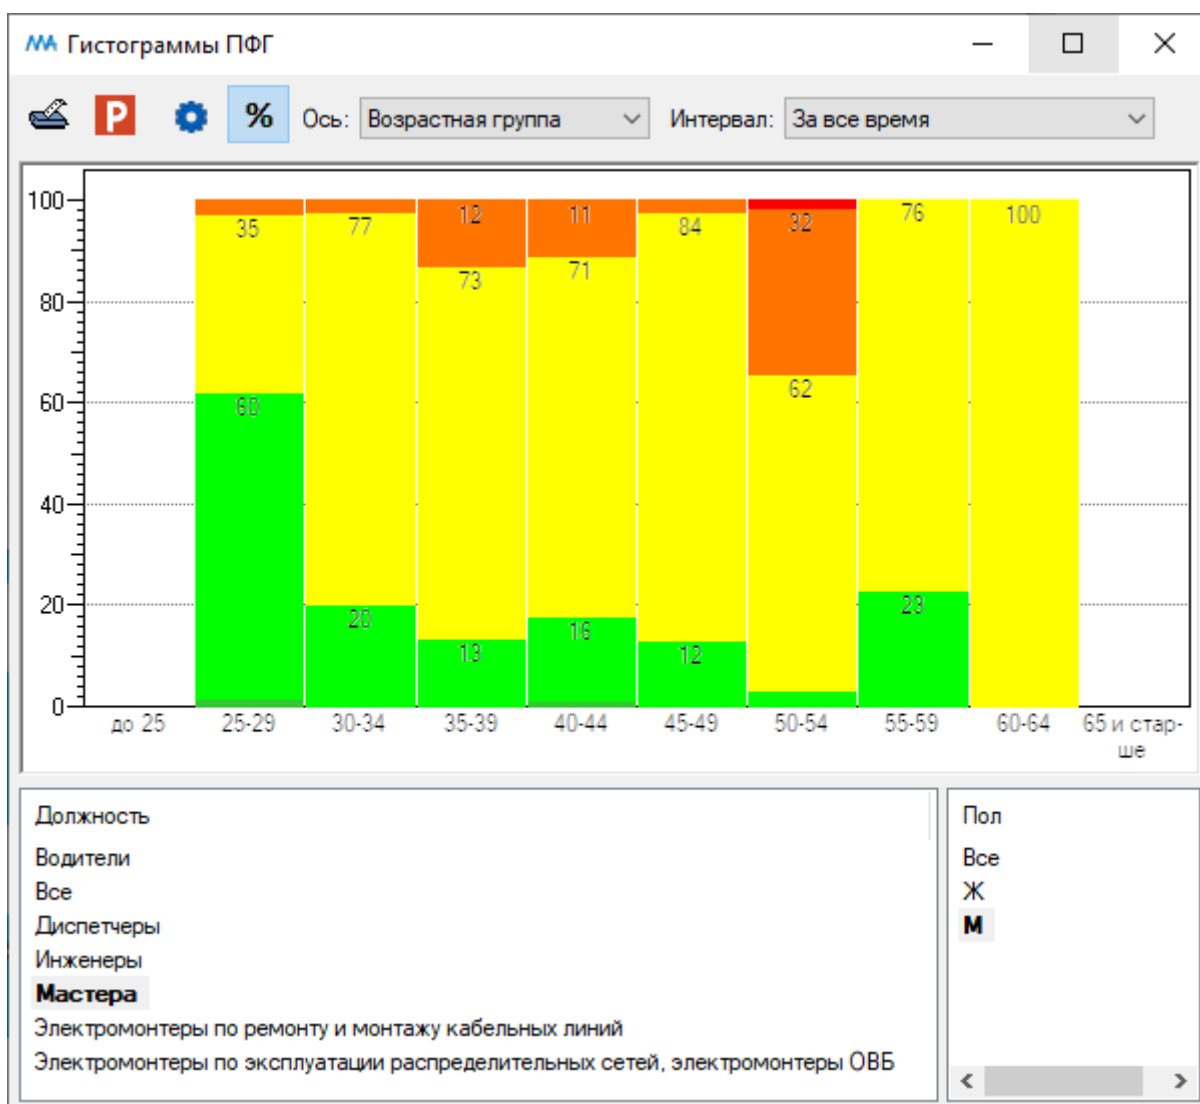 Гистограммы ПФГ
P % Ось: Возрастная группа Интервал: За все время
100 35 77 12 11 84 32 76 100
73 71
80
62
60 60
40
20 20 13 16 12 23
0
до 25 25-29 30-34 35-39 40-44 45-49 50-54 55-59 60-64 65 и стар-
ше
Должность
Водители
Все
Диспетчеры
Инженеры
Мастера
Электромонтеры по ремонту и монтажу кабельных линий
Электромонтеры по эксплуатации распределительных сетей, электромонтеры ОВБ
Пол
Все
Ж
М